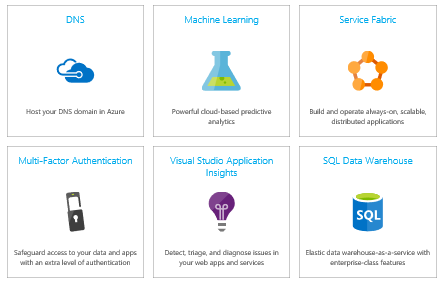 DNS
Host your DNS domain in Azure
Machine Learning
Powerful cloud-based predictive
analytics
Service Fabric
Build and operate always-on, scalable,
distributed applications
Multi-Factor Authentication
Safeguard access to your data and apps
with an extra level of authentication
Visual Studio Application
Insights
Detect, triage, and diagnose issues in
your web apps and services
SQL Data Warehouse
SQL
Elastic data warehouse-as-a-service with
enterprise-class features